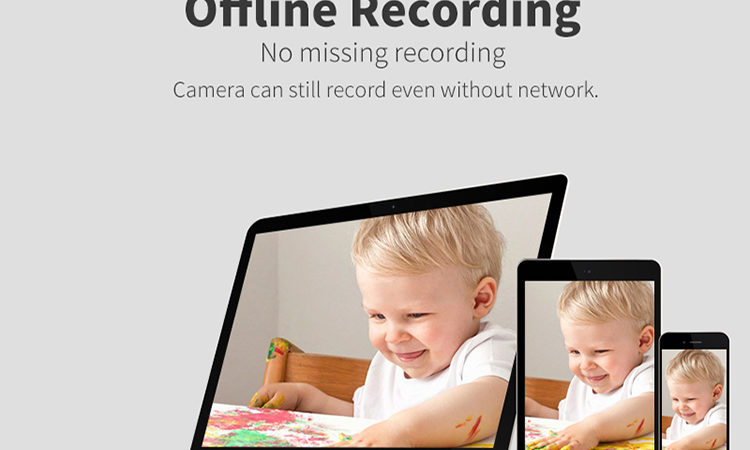 Offline Recording
No missing recording
Camera can still record even without network.